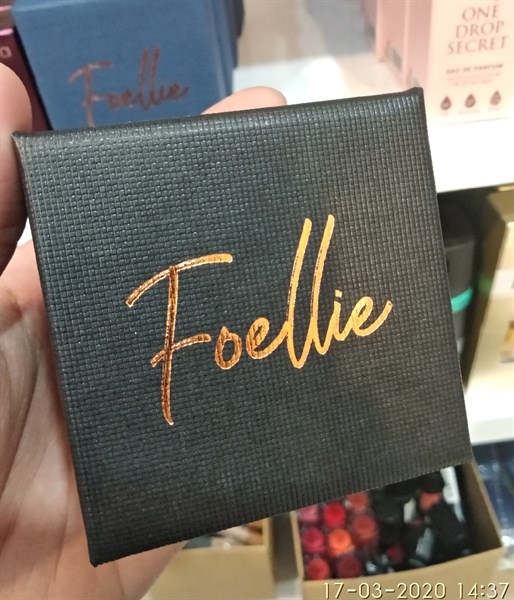 Foellie
ONE
DROP
SECRET
EAU DE PARFUM
Foellie
17-03-2020 14:37